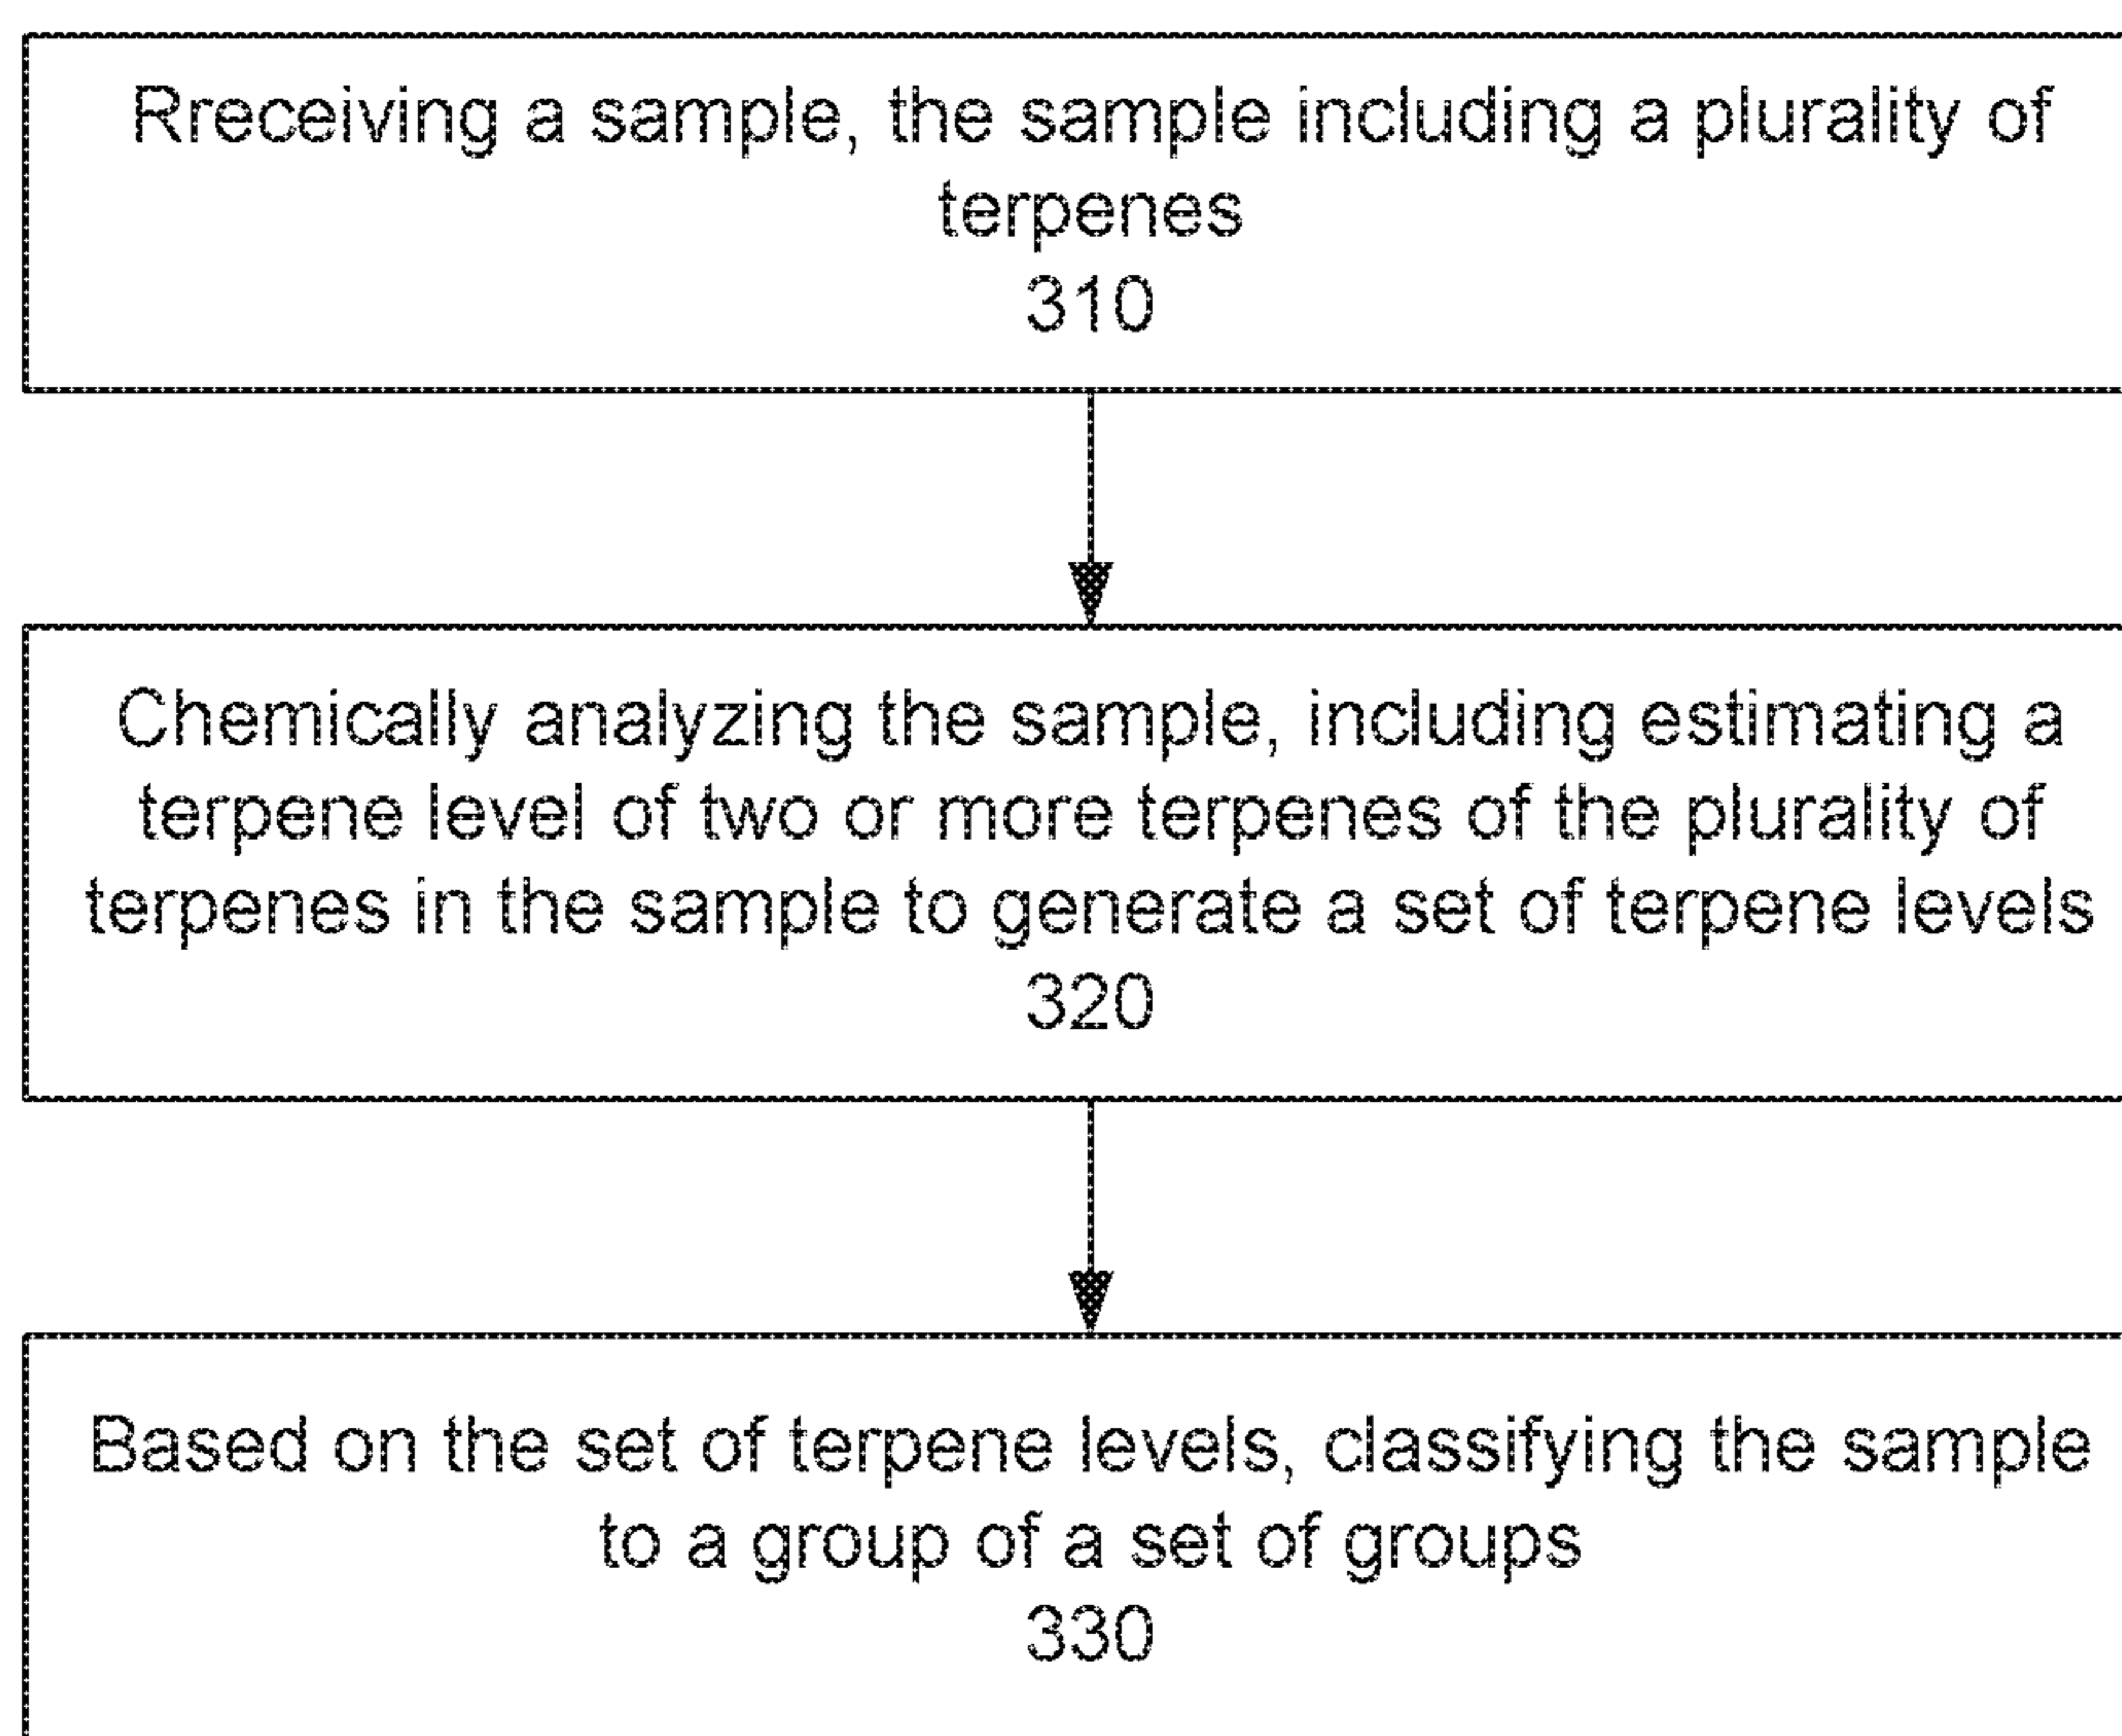 Rreceiving a sample, the sample including a plurality of
terpenes
310
Chemically analyzing the sample, including estimating a
terpene level of two or more terpenes of the plurality of
terpenes in the sample to generate a set of terpene levels
320
Based on the set of terpene levels, classifying the sample
to a group of a set of groups
330